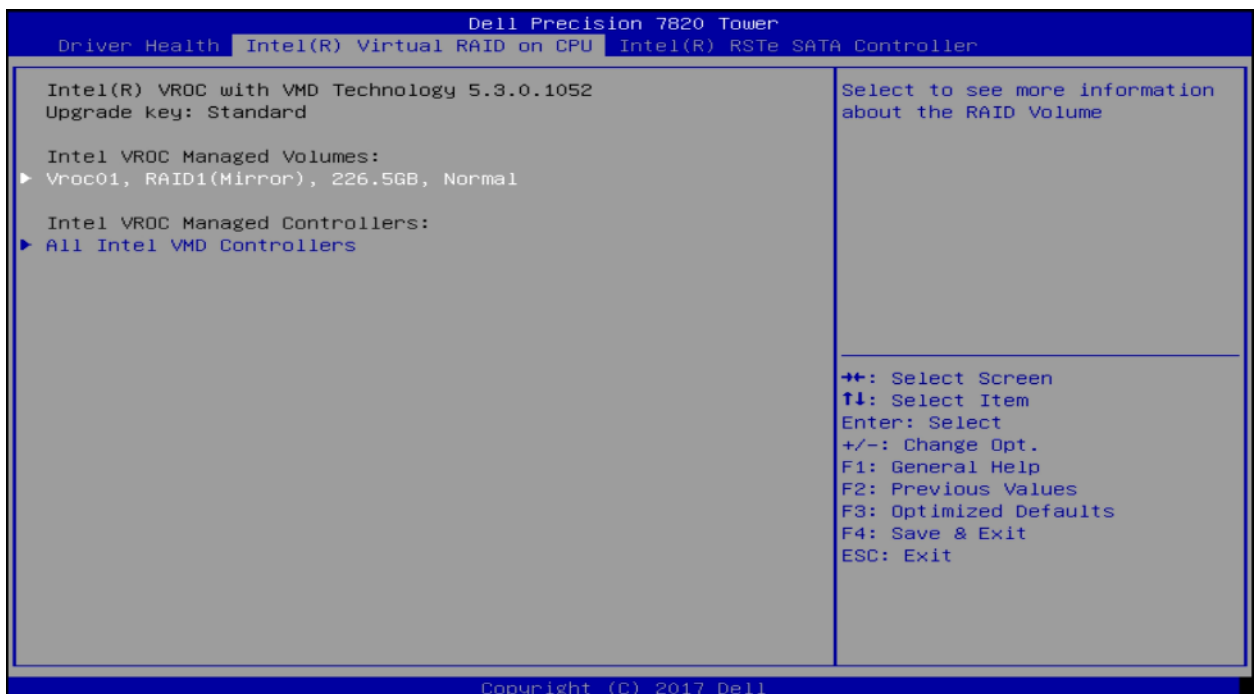 Dell Precision 7820 Tower
Driver Health Intel(R) Virtual RAID on CPU Intel(R) RSTe SATA Controller
Intel(R) VROC with VMD Technology 5.3.0.1052
Upgrade key: Standard
Intel VROC Managed Volumes:
Vroc01, RAID1(Mirror), 226.5GB, Normal
Intel VROC Managed Controllers:
All Intel VMD Controllers
Select to see more information
about the RAID Volume
→←: Select Screen
↑↓: Select Item
Enter: Select
+/-: Change Opt.
F1: General Help
F2: Previous Values
F3: Optimized Defaults
F4: Save & Exit
ESC: Exit
Copyright (C) 2017 Dell